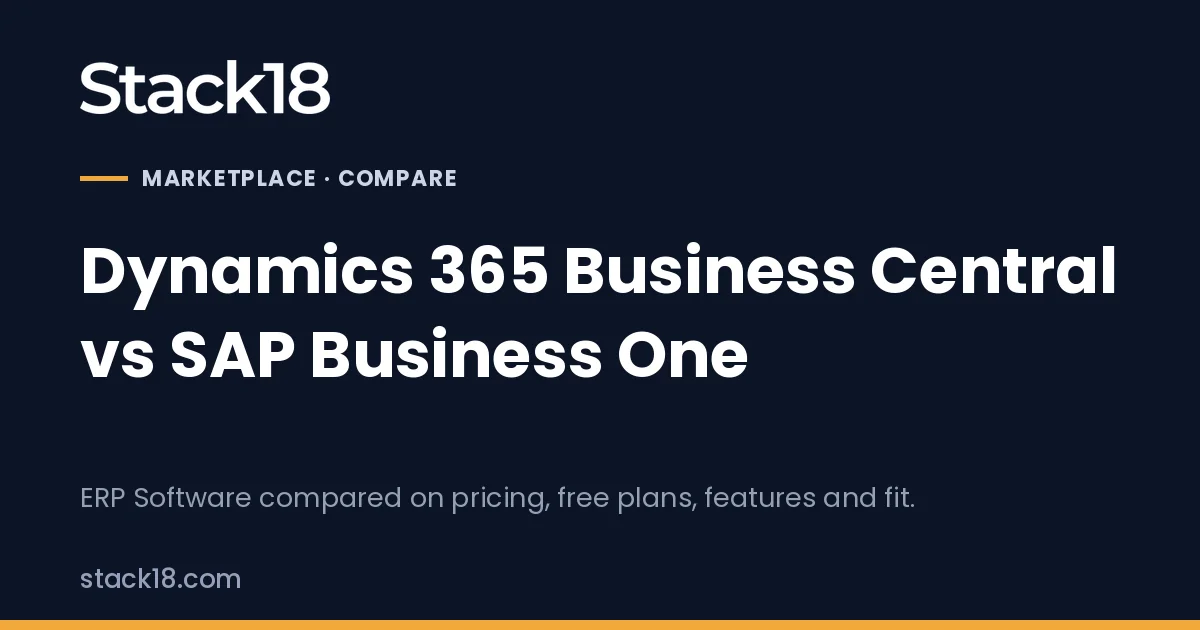 Stack18
MARKETPLACE · COMPARE
Dynamics 365 Business Central
vs SAP Business One
ERP Software compared on pricing, free plans, features and fit.
stack18.com